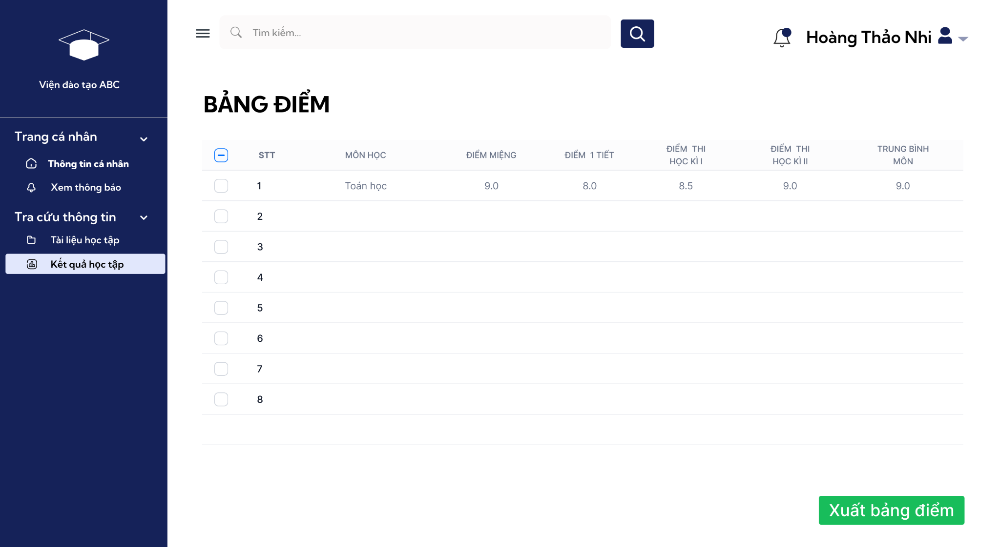 Viện đào tạo ABC
Trang cá nhân
Thông tin cá nhân
Xem thông báo
Tra cứu thông tin
Tài liệu học tập
Kết quả học tập
Tìm kiếm...
Hoàng Thảo Nhi
BẢNG ĐIỂM
STT MÔN HỌC ĐIỂM MIỆNG ĐIỂM 1 TIẾT ĐIỂM THI HỌC KÌ I ĐIỂM THI HỌC KÌ II TRUNG BÌNH MÔN
1 Toán học 9.0 8.0 8.5 9.0 9.0
2
3
4
5
6
7
8
Xuất bảng điểm